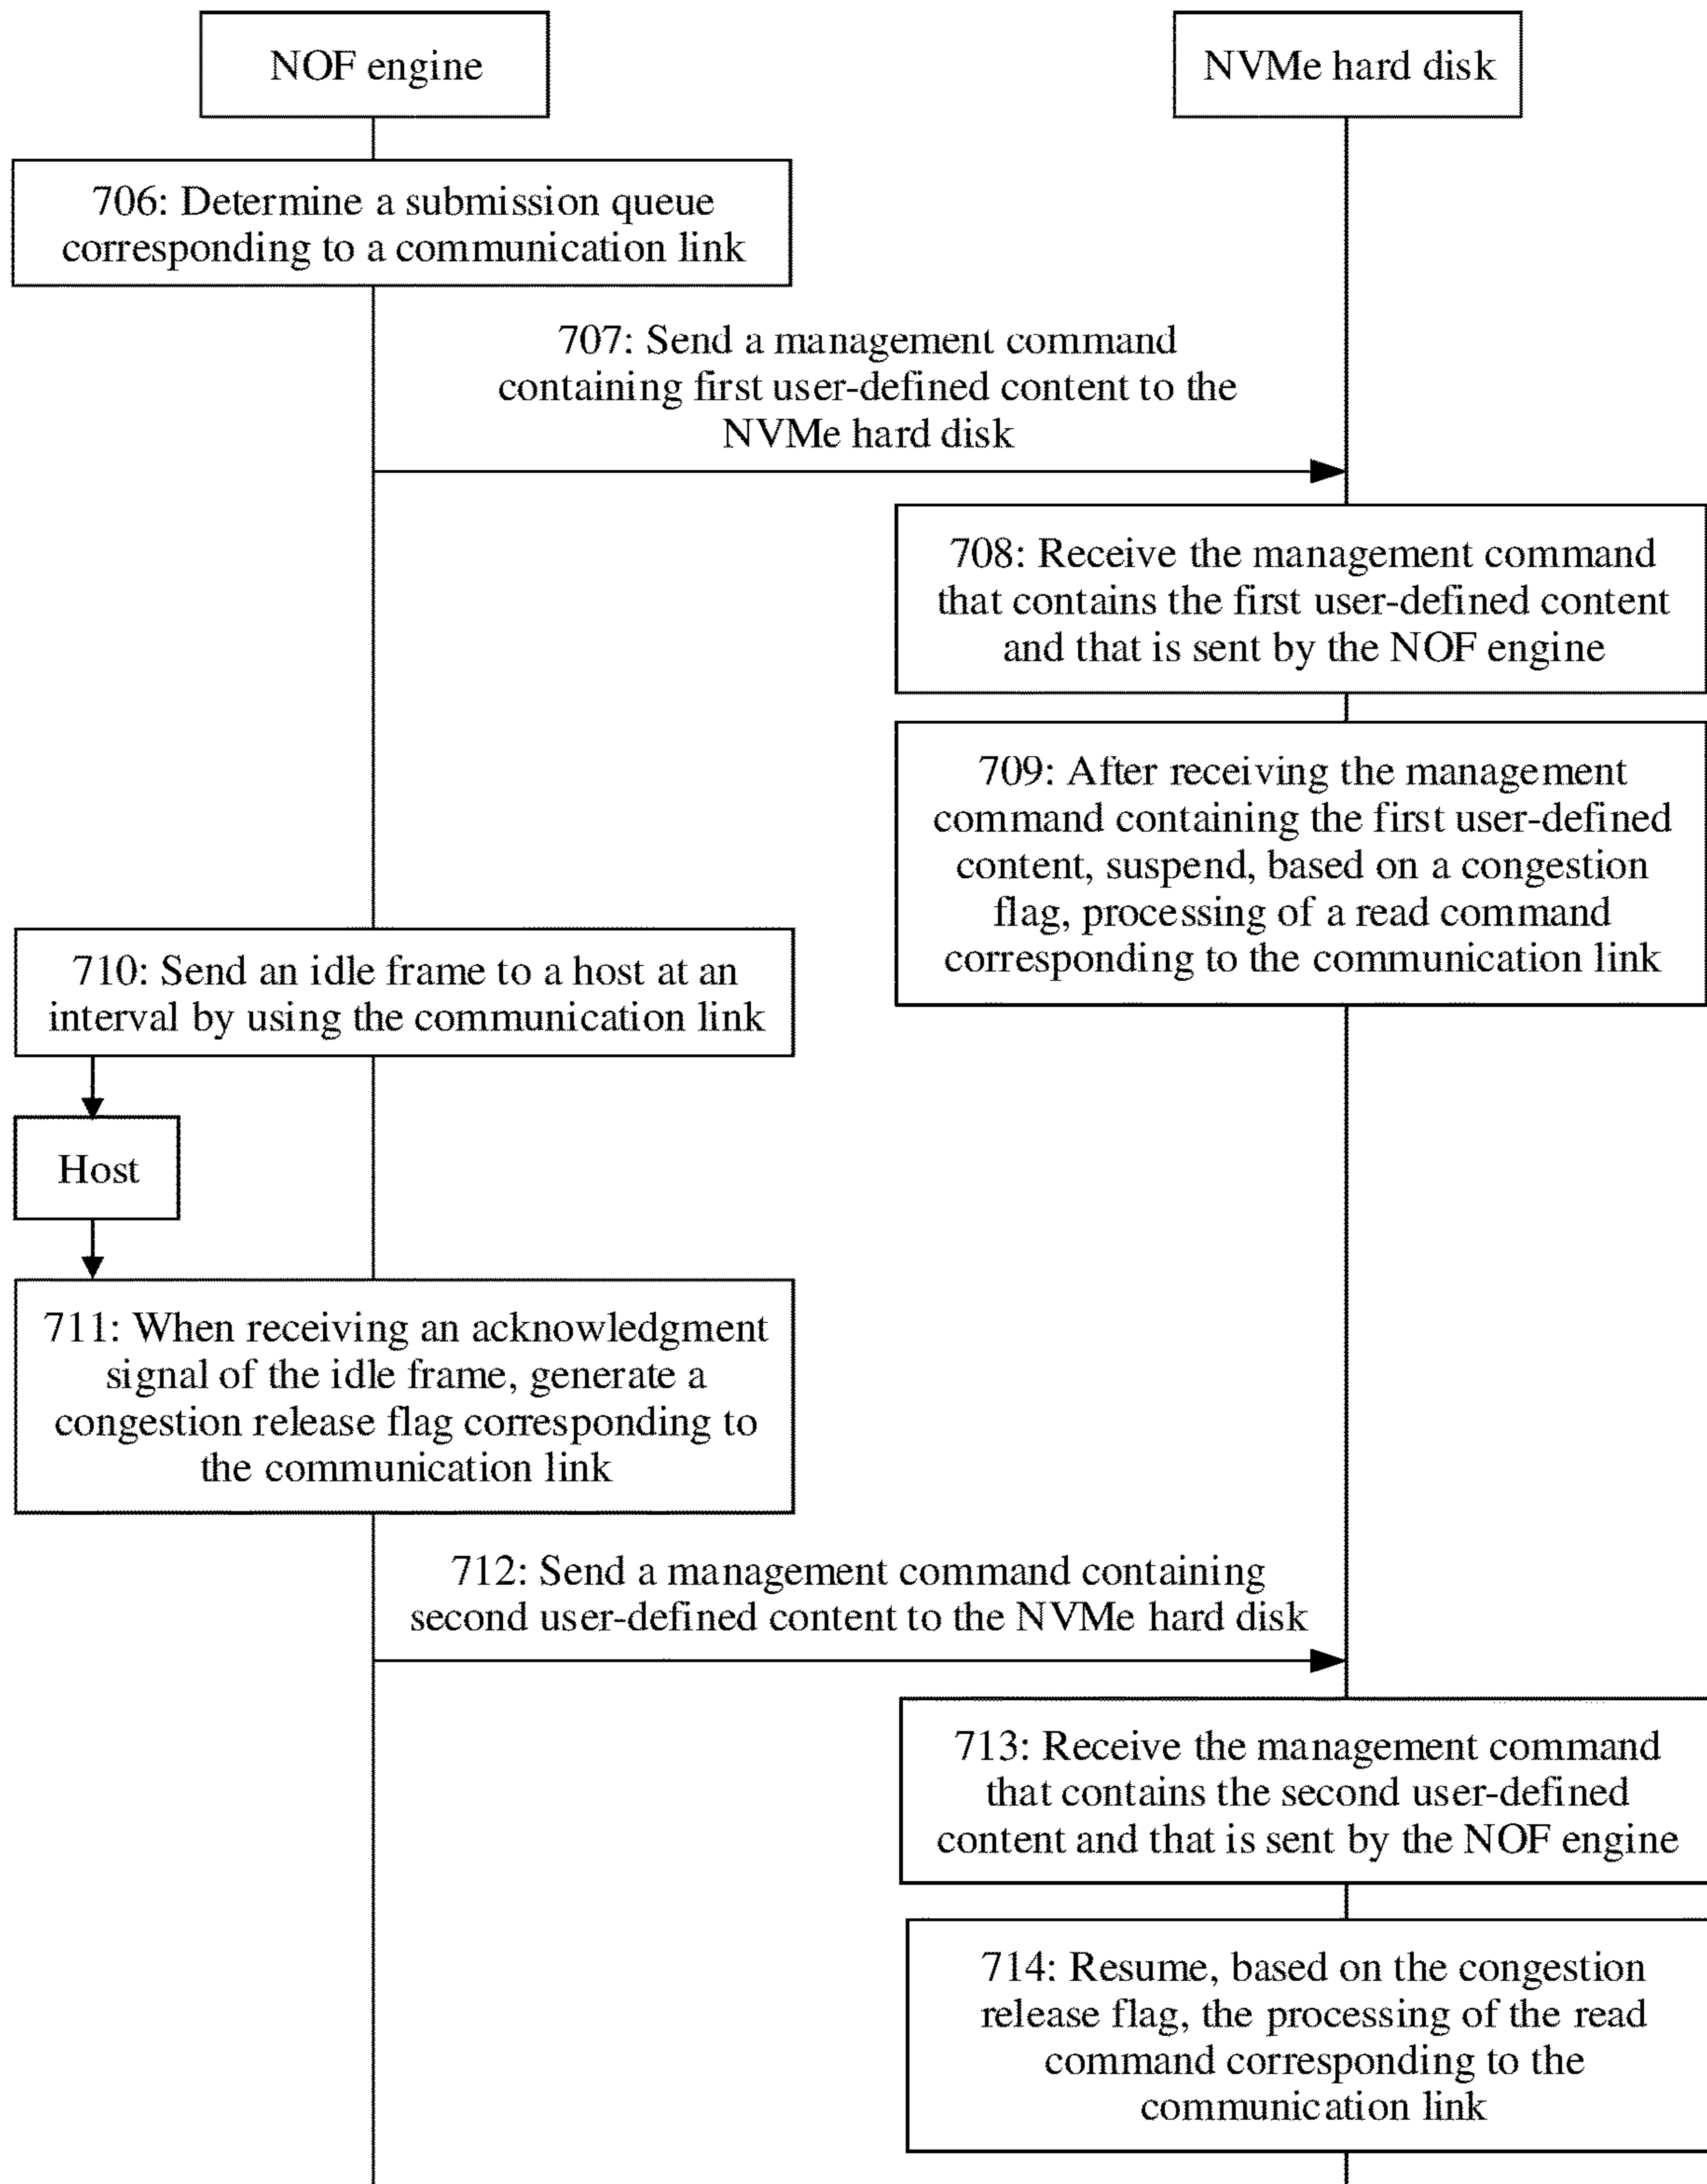 NOF engine
NVMe hard disk
706: Determine a submission queue
corresponding to a communication link
707: Send a management command
containing first user-defined content to the
NVMe hard disk
708: Receive the management command
that contains the first user-defined content
and that is sent by the NOF engine
709: After receiving the management
command containing the first user-defined
content, suspend, based on a congestion
flag, processing of a read command
corresponding to the communication link
710: Send an idle frame to a host at an
interval by using the communication link
Host
711: When receiving an acknowledgment
signal of the idle frame, generate a
congestion release flag corresponding to
the communication link
712: Send a management command containing
second user-defined content to the NVMe hard disk
713: Receive the management command
that contains the second user-defined
content and that is sent by the NOF engine
714: Resume, based on the congestion
release flag, the processing of the read
command corresponding to the
communication link